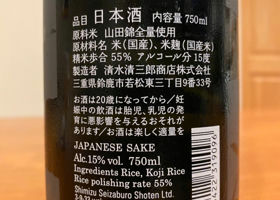 品目 日本酒 内容量 750ml
原料米 山田錦全量使用
原材料名 米(国産)、米麹(国産米)
精米歩合 55% アルコール分 15度
製造者 清水清三郎商店株式会社
三重県鈴鹿市若松東三丁目9番33号
お酒は20歳になってから/妊
娠中の飲酒は胎児、乳児の発
育に悪影響を与えるおそれが
あります/お酒は楽しく適量を
JAPANESE SAKE
Alc.15% vol. 750ml
Ingredients Rice, Koji Rice
Rice polishing rate 55%
Shimizu Seizaburo Shoten Ltd.